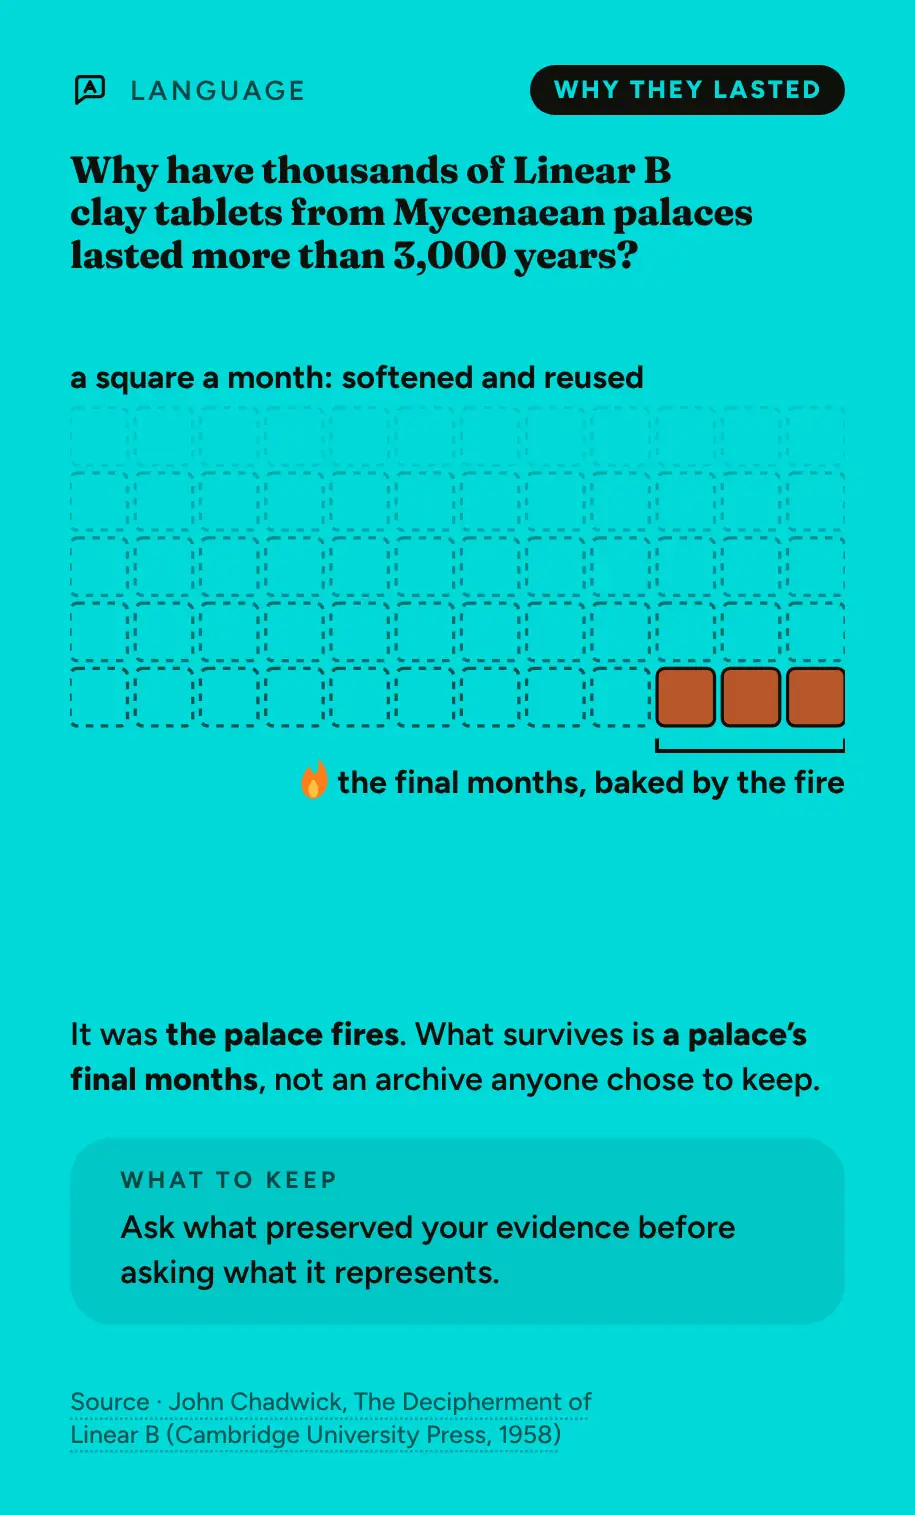 LANGUAGE
WHY THEY LASTED
Why have thousands of Linear B
clay tablets from Mycenaean palaces
lasted more than 3,000 years?
a square a month: softened and reused
🔥 the final months, baked by the fire
It was the palace fires. What survives is a palace’s
final months, not an archive anyone chose to keep.
WHAT TO KEEP
Ask what preserved your evidence before
asking what it represents.
Source · John Chadwick, The Decipherment of
Linear B (Cambridge University Press, 1958)